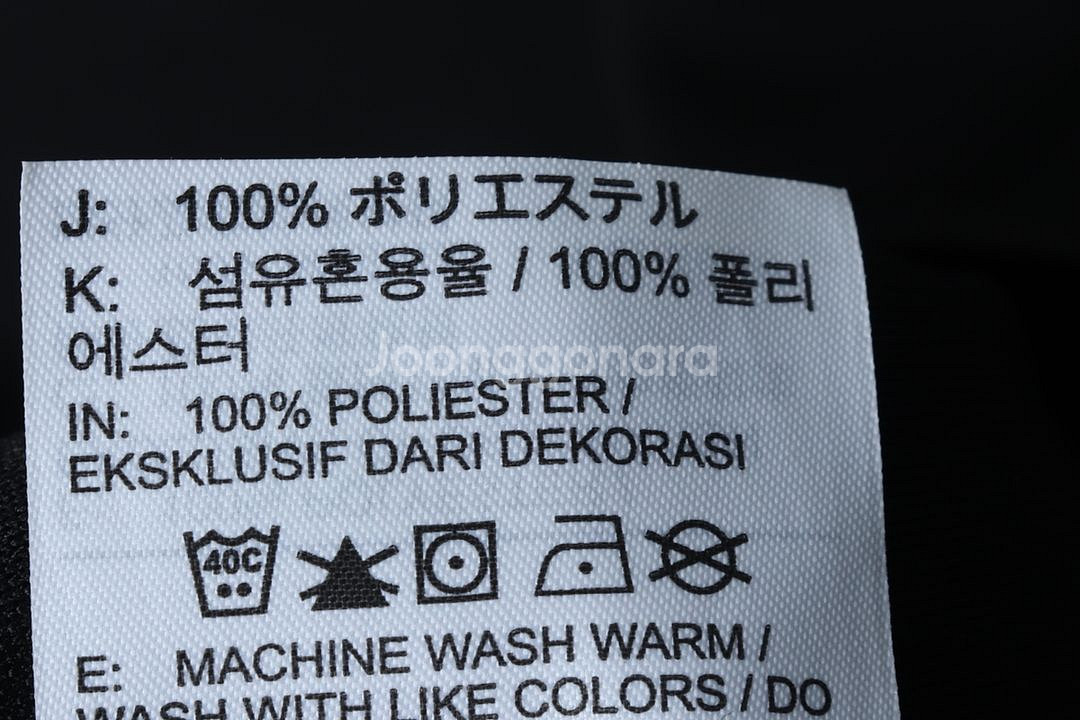 J: 100% ポリエステル
K: 섬유혼용율 / 100% 폴리
에스터
Joonggonara
IN: 100% POLIESTER /
EKSKLUSIF DARI DEKORASI
40C
E: MACHINE WASH WARM /
WASH WITH LIKE COLORS / DO